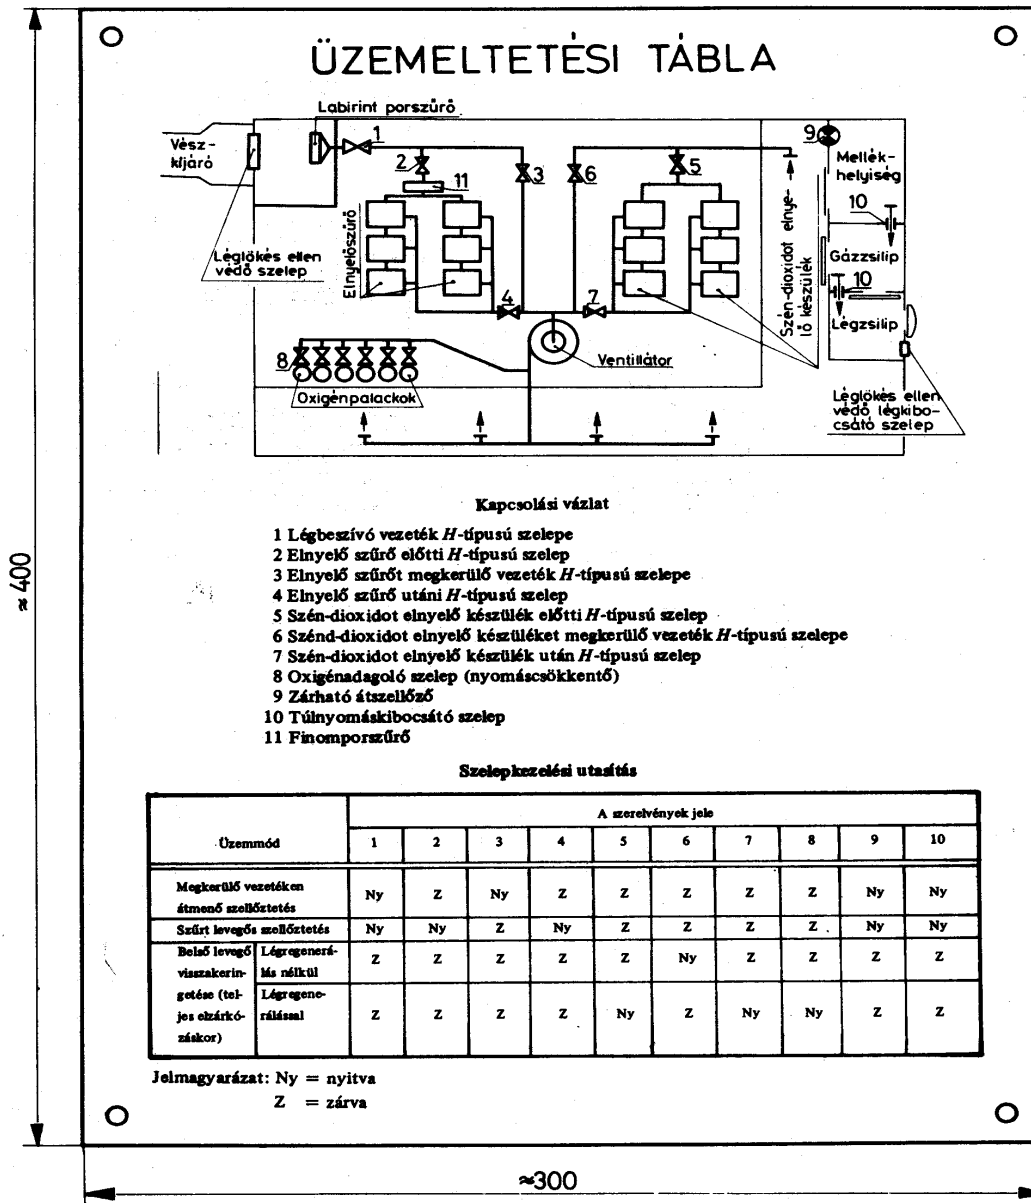 ÜZEMELTETÉSI TÁBLA
Labirint porszűrő
Vész-
kijáró
1
2
3
6
5
9
Mellék-
helyiség
11
10
Elnyelőszűrő
Léglökés ellen
védő szelep
Szén-dioxidot elnye-
lő készülék
Gázzsilip
10
4
7
Légzsilip
8
Ventillátor
Oxigénpalackok
Léglökés ellen
védő légkibo-
csátó szelep
Kapcsolási vázlat
1 Légbeszívó vezeték H-típusú szelepe
2 Elnyelő szűrő előtti H-típusú szelep
3 Elnyelő szűrőt megkerülő vezeték H-típusú szelepe
4 Elnyelő szűrő utáni H-típusú szelep
5 Szén-dioxidot elnyelő készülék előtti H-típusú szelep
6 Szénd-dioxidot elnyelő készüléket megkerülő vezeték H-típusú szelepe
7 Szén-dioxidot elnyelő készülék után H-típusú szelep
8 Oxigénadagoló szelep (nyomáscsökkentő)
9 Zárható átszellőző
10 Túlnyomáskibocsátó szelep
11 Finomporszűrő
Szelepkezelési utasítás
Üzemmód
A szerelvények jele
1 2 3 4 5 6 7 8 9 10
Megkerülő vezetéken
átmenő szellőztetés
Ny Z Ny Z Z Z Z Z Ny Ny
Szűrt levegős szellőztetés Ny Ny Z Ny Z Z Z Z Ny Ny
Belső levegő
visszakerin-
getése (tel-
jes elzárkó-
záskor)
Légregenerá-
lás nélkül
Z Z Z Z Z Ny Z Z Z Z
Légregene-
rálással
Z Z Z Z Ny Z Ny Ny Z Z
Jelmagyarázat: Ny = nyitva
Z = zárva
≈400
≈300